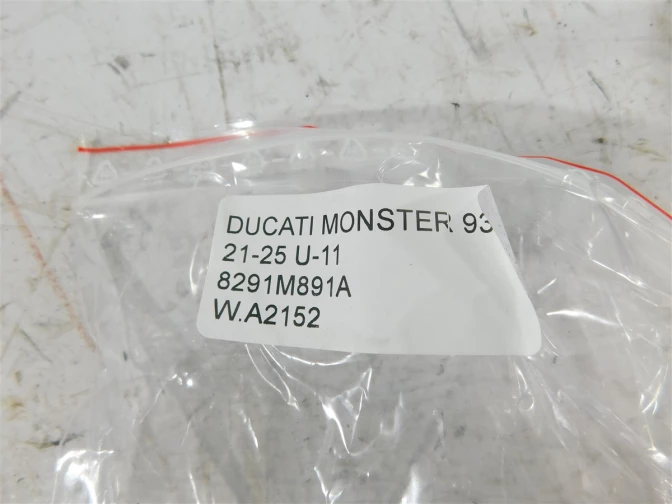 DUCATI MONSTER 93
21-25 U-11
8291M891A
W.A2152